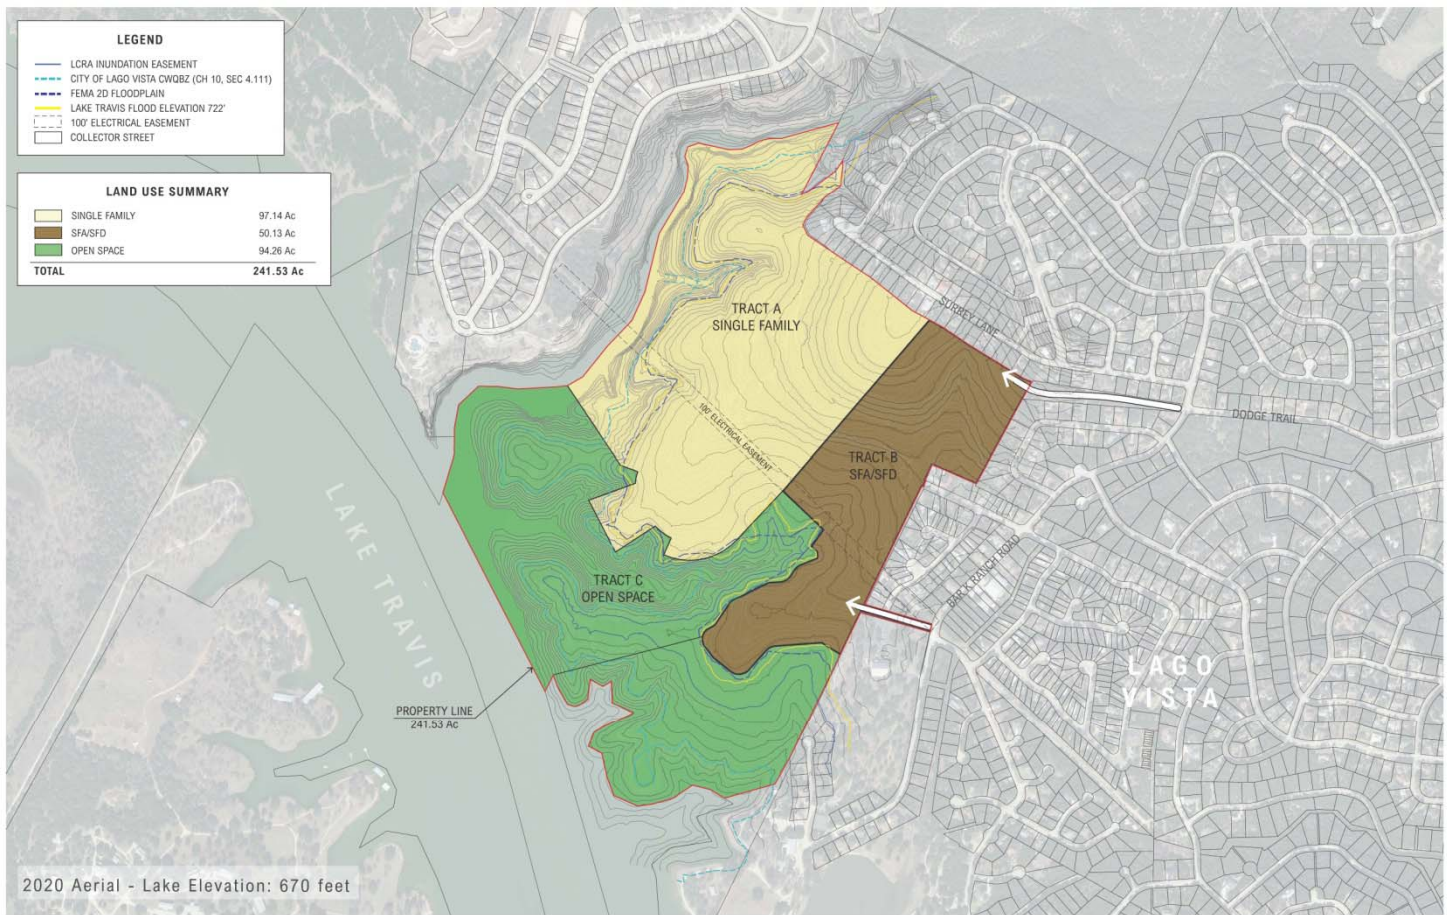 LEGEND
LCRA INUNDATION EASEMENT
CITY OF LAGO VISTA CWQBZ (CH 10, SEC 4.111)
FEMA 2D FLOODPLAIN
LAKE TRAVIS FLOOD ELEVATION 722'
100' ELECTRICAL EASEMENT
COLLECTOR STREET
LAND USE SUMMARY
SINGLE FAMILY 97.14 Ac
SFA/SFD 50.13 Ac
OPEN SPACE 94.26 Ac
TOTAL 241.53 Ac
TRACT A
SINGLE FAMILY
SURREY LANE
100' ELECTRICAL EASEMENT
DODGE TRAIL
TRACT B
SFA/SFD
LAKE TRAVIS
TRACT C
OPEN SPACE
BAR K RANCH ROAD
LAGO
VISTA
PROPERTY LINE
241.53 Ac
2020 Aerial - Lake Elevation: 670 feet